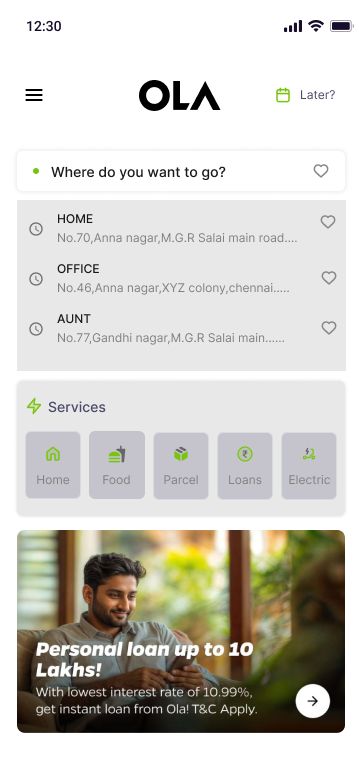 12:30
OLA
Later?
Where do you want to go?
HOME
No.70,Anna nagar,M.G.R Salai main road....
OFFICE
No.46,Anna nagar,XYZ colony,chennai.....
AUNT
No.77,Gandhi nagar,M.G.R Salai main......
Services
Home Food Parcel Loans Electric
Personal loan up to 10
Lakhs!
With lowest interest rate of 10.99%,
get instant loan from Ola! T&C Apply.